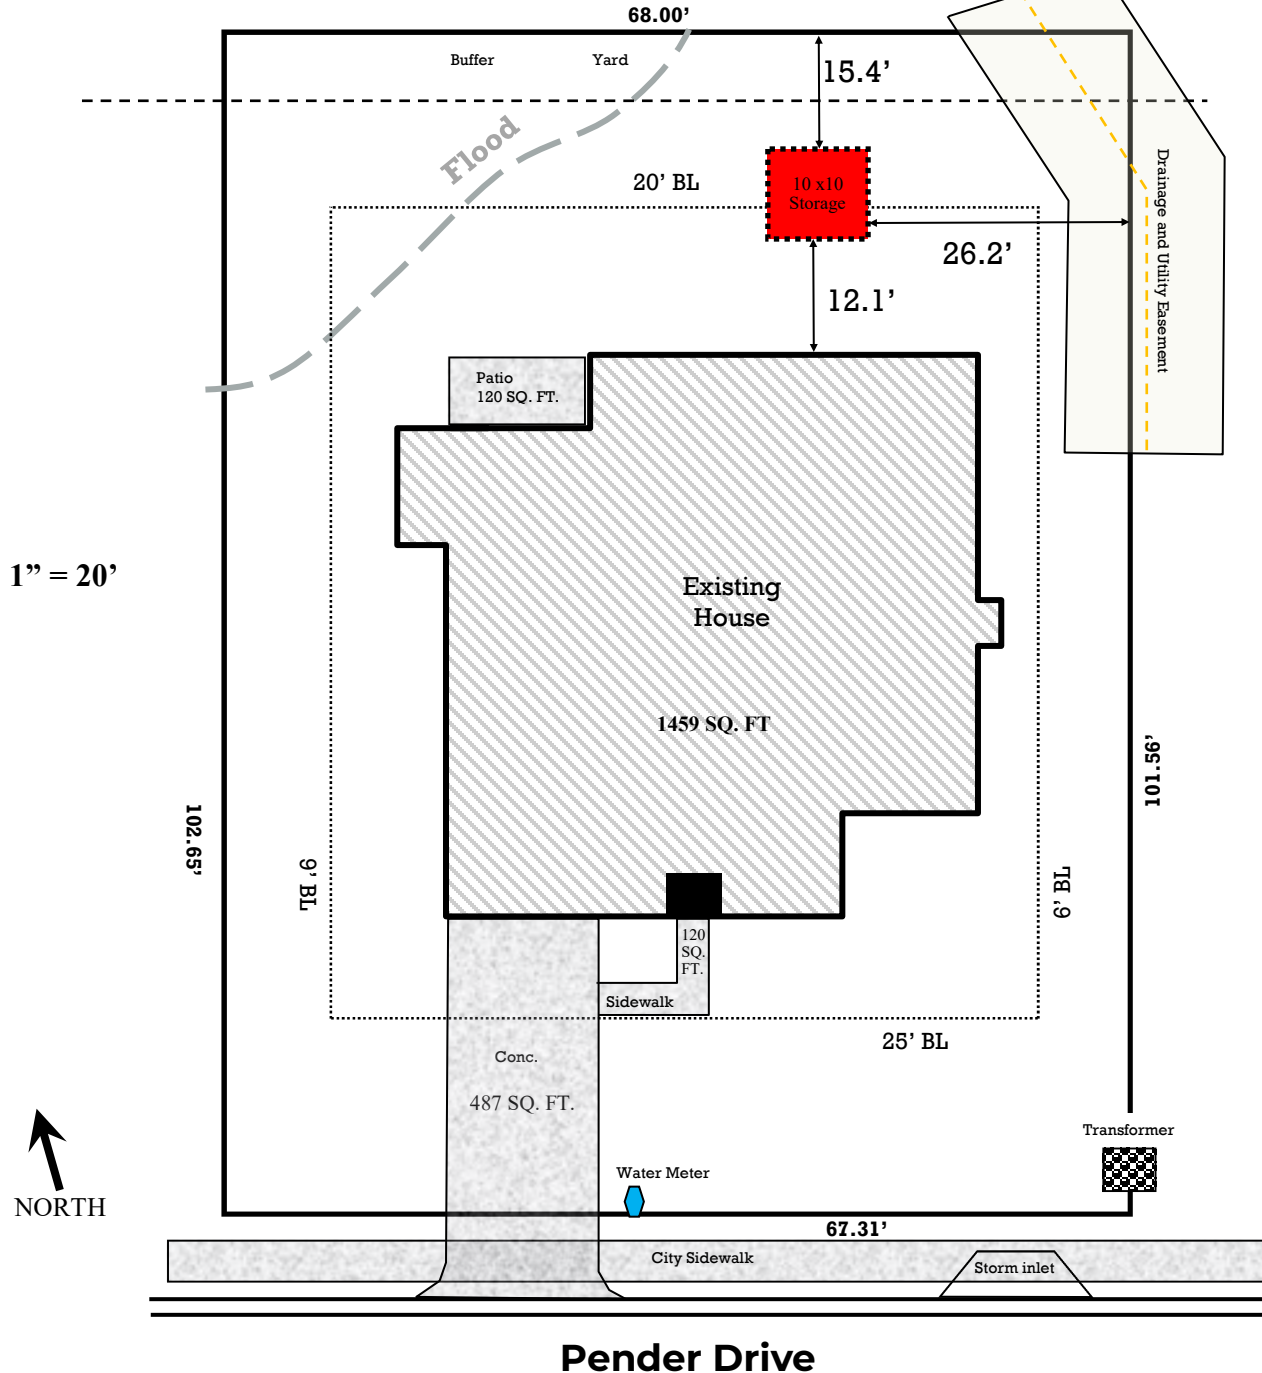 68.00’
Buffer
Yard
15.4’
Flood
20’ BL
10 x10
Storage
26.2’
12.1’
Drainage and Utility Easement
Patio
120 SQ. FT.
1” = 20’
Existing
House
1459 SQ. FT
102.65’
101.56’
9’ BL
6’ BL
120
SQ.
FT.
Sidewalk
25’ BL
Conc.
487 SQ. FT.
Transformer
Water Meter
NORTH
67.31’
City Sidewalk
Storm inlet
Pender Drive